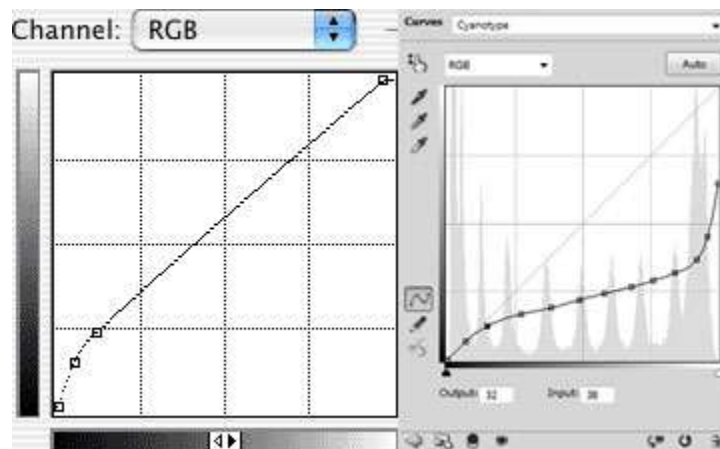 Channel: RGB
Curves Cyanotype
RGB Auto
Output: 32 Input: 38